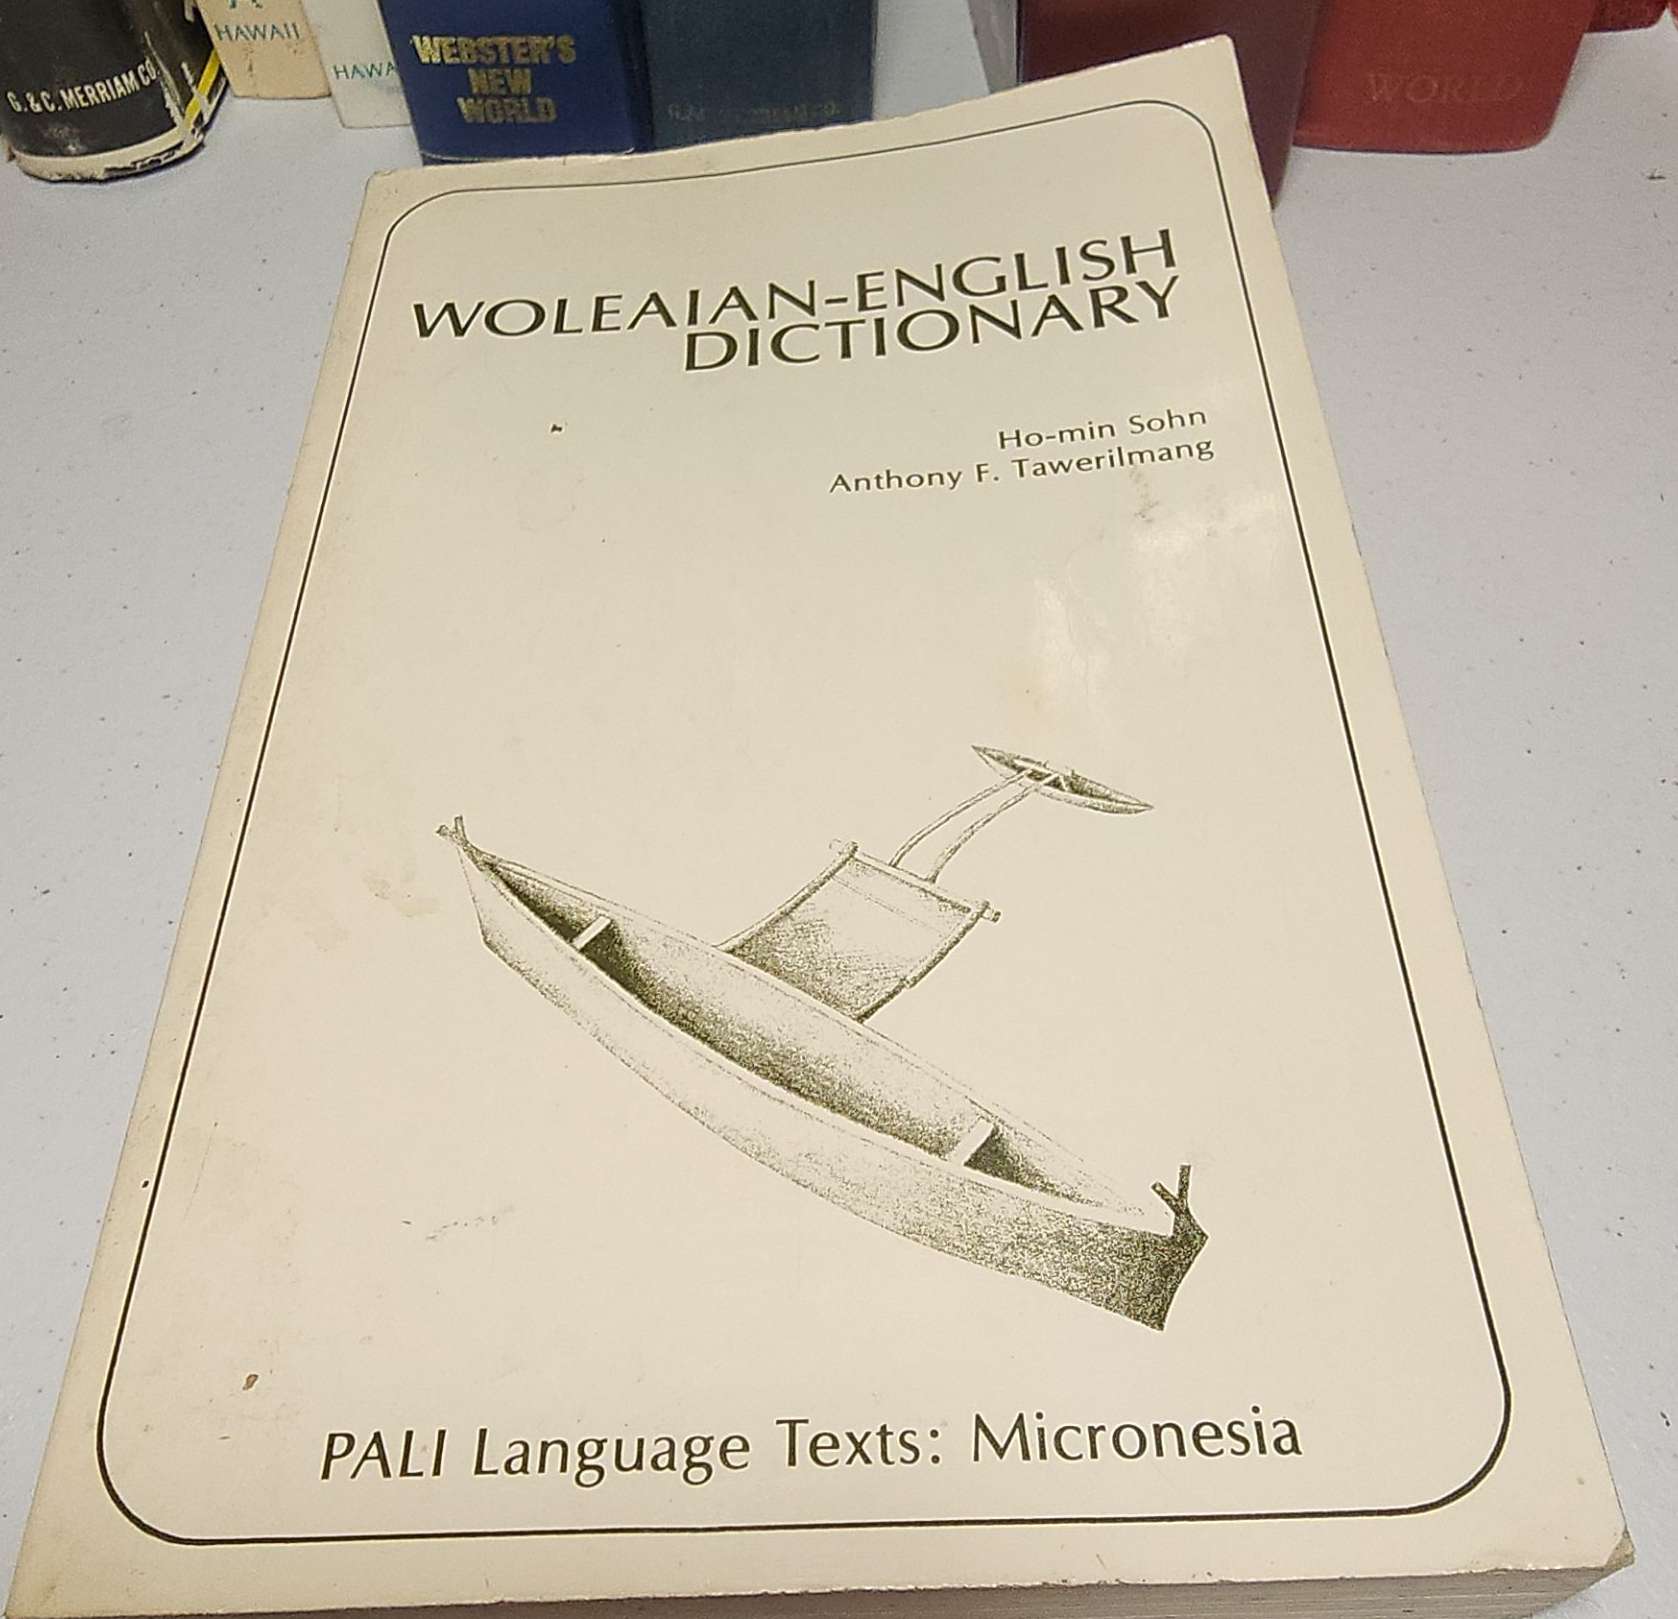 G. & C. MERRIAM CO.
HAWAII
HAWA
WEBSTER'S
NEW
WORLD
WORLD
WOLEAIAN-ENGLISH
DICTIONARY
Ho-min Sohn
Anthony F. Tawerilmang
PALI Language Texts: Micronesia